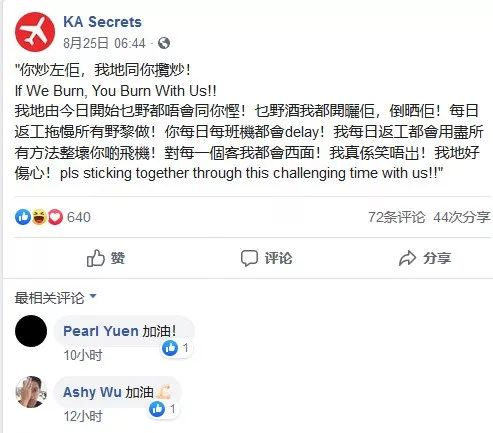 KA Secrets
8月25日 06:44 ·
"你炒左佢，我地同你攬炒！
If We Burn, You Burn With Us!!
我地由今日開始乜野都唔會同你慳！乜野酒我都開曬佢，倒晒佢！每日
返工拖慢所有野黎做！你每日每班機都會delay！我每日返工都會用盡所
有方法整壞你啲飛機！對每一個客我都會西面！我真係笑唔出！我地好
傷心！pls sticking together through this challenging time with us!!"
640
72条评论 44次分享
赞 评论 分享
最相关评论
Pearl Yuen 加油！
1
10小时
Ashy Wu 加油💪🏻
1
12小时